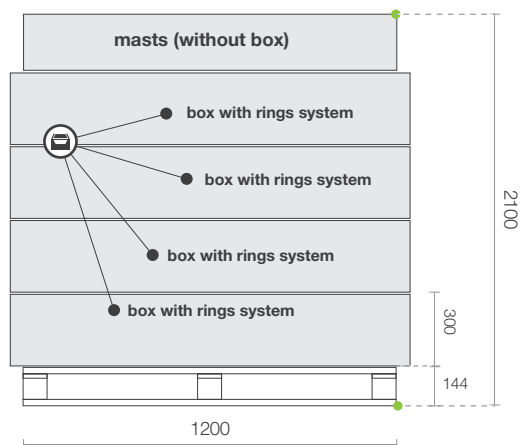 masts (without box)
box with rings system
box with rings system
box with rings system
box with rings system
2100
300
144
1200